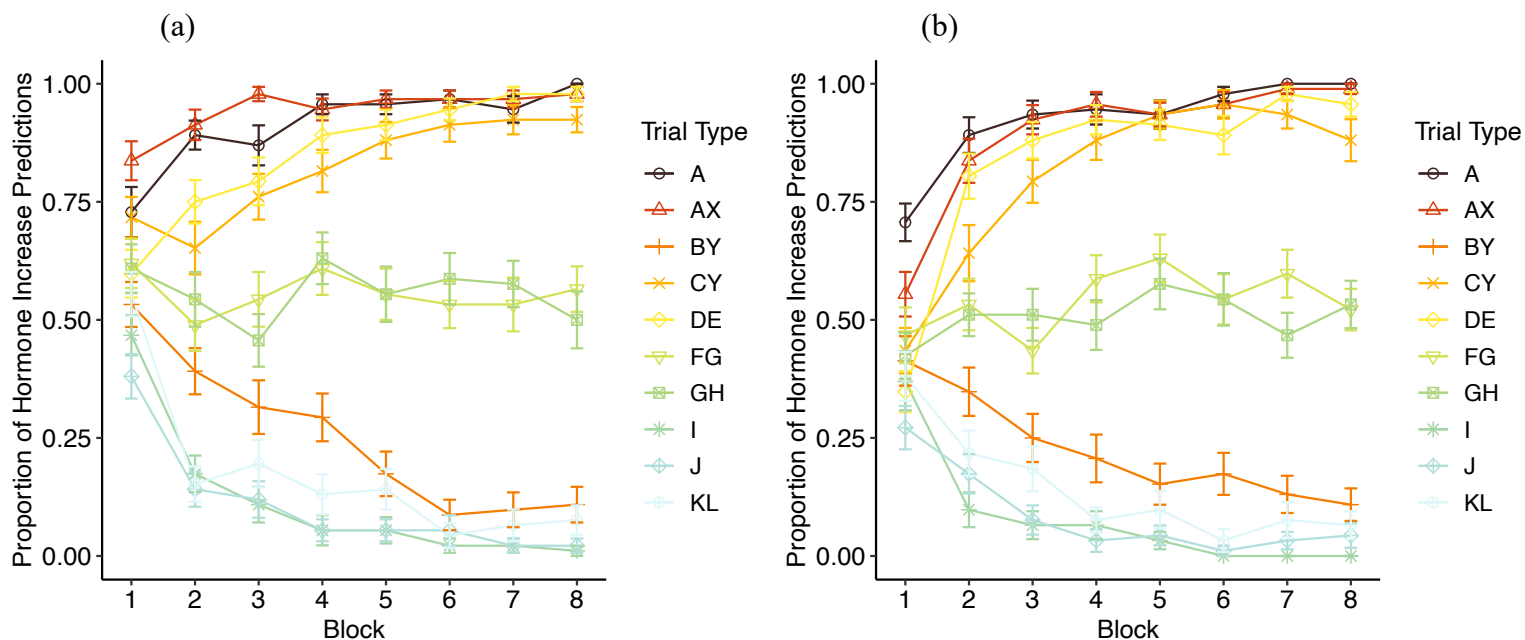 (a)
Proportion of Hormone Increase Predictions
1.00
0.75
0.50
0.25
0.00
1 2 3 4 5 6 7 8
Block
Trial Type
A
AX
BY
CY
DE
FG
GH
I
J
KL
(b)
Proportion of Hormone Increase Predictions
1.00
0.75
0.50
0.25
0.00
1 2 3 4 5 6 7 8
Block
Trial Type
A
AX
BY
CY
DE
FG
GH
I
J
KL